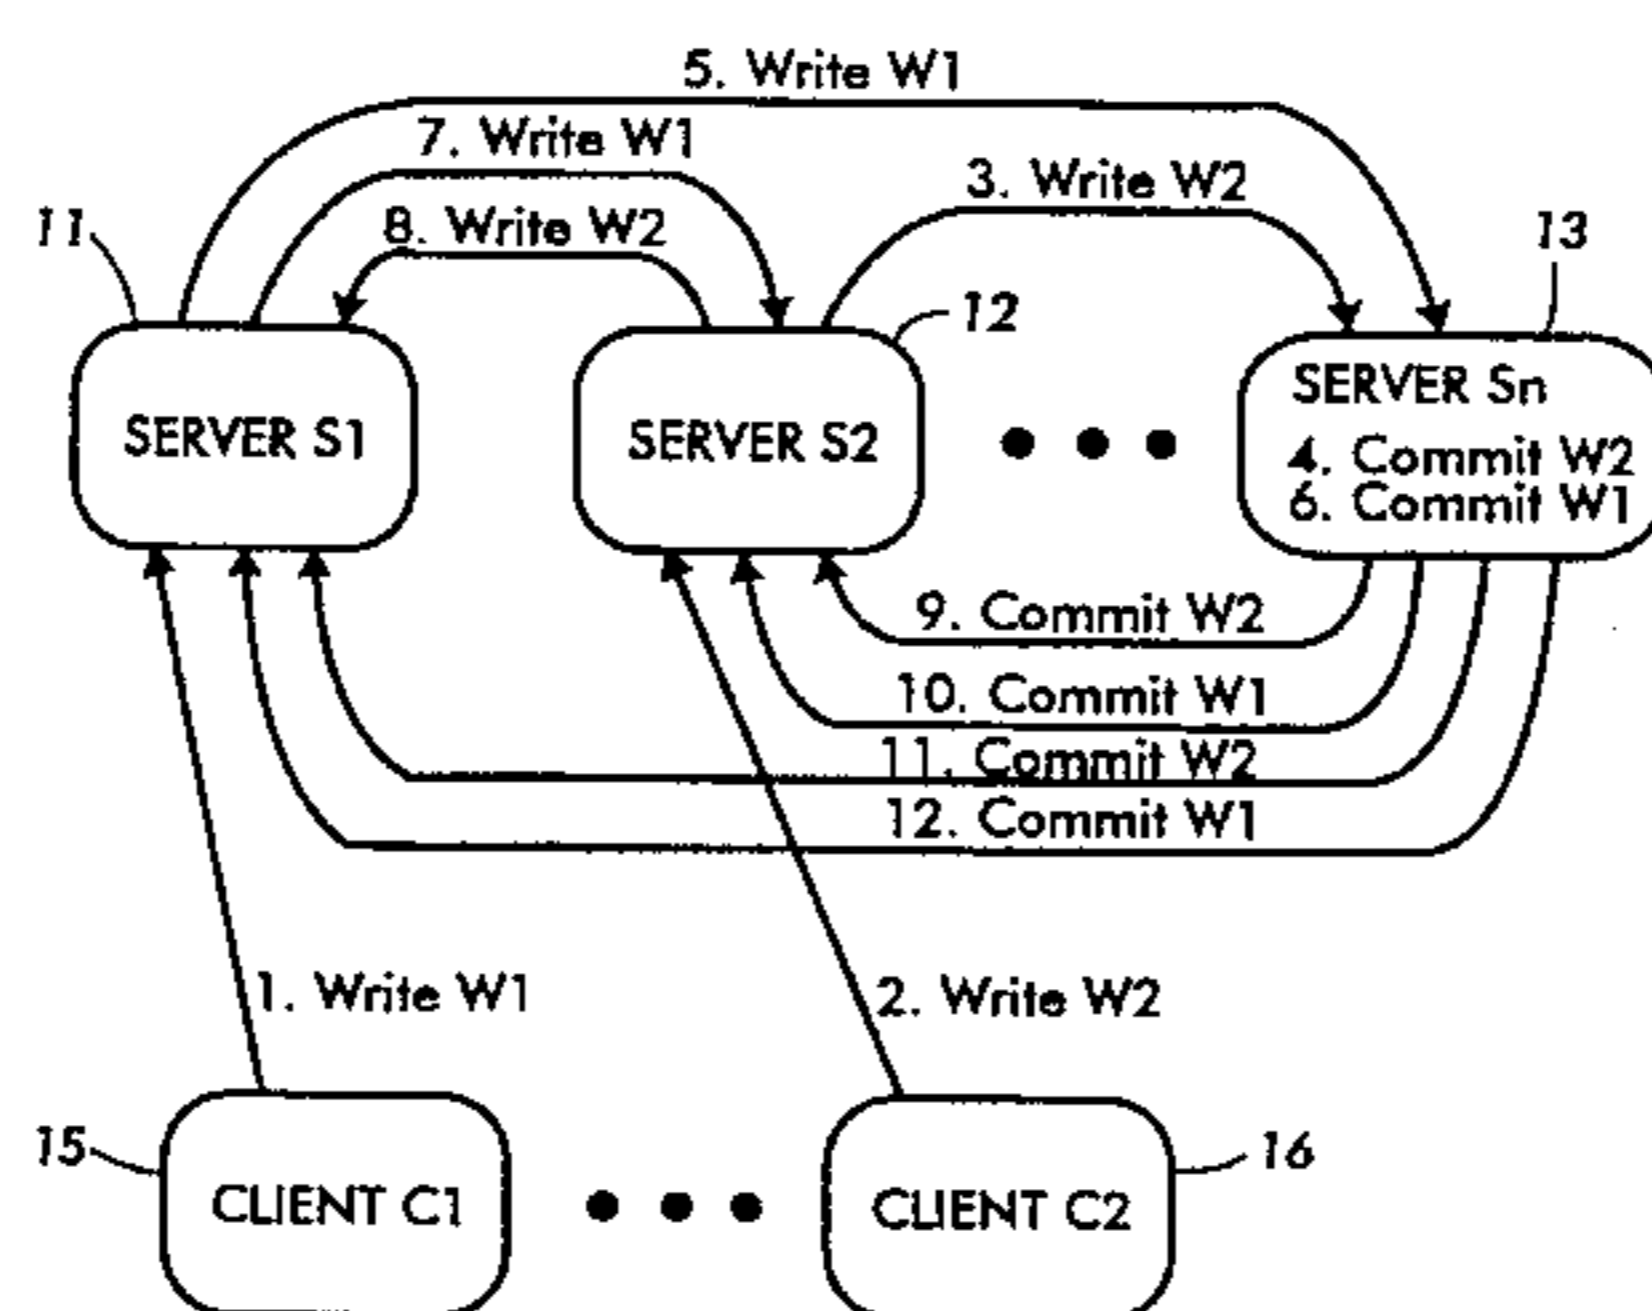 5. Write W1
7. Write W1
3. Write W2
11
8. Write W2
13
12
SERVER S1
SERVER S2
SERVER Sn
4. Commit W2
6. Commit W1
9. Commit W2
10. Commit W1
11. Commit W2
12. Commit W1
1. Write W1
2. Write W2
15
16
CLIENT C1
CLIENT C2